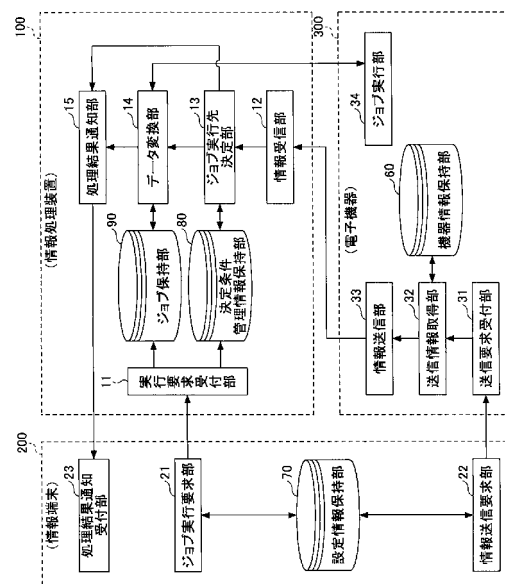 200
(情報端末)
処理結果通知
受付部
23
ジョブ実行要求部
21
設定情報保持部
70
情報送信要求部
22
100
(情報処理装置)
実行要求受付部
11
ジョブ保持部
90
決定条件
管理情報保持部
80
処理結果通知部
15
データ変換部
14
ジョブ実行先
決定部
13
情報受信部
12
300
(電子機器)
情報送信部
33
送信情報取得部
32
送信要求受付部
31
機器情報保持部
60
ジョブ実行部
34